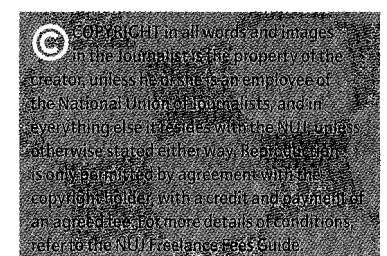 © COPYRIGHT in all words and images
in the Journalist is the property of the
creator, unless he or she is an employee of
the National Union of Journalists, and in
everything else it resides with the NUJ, unless
otherwise stated either way. Reproduction
is only permitted by agreement with the
copyright holder, with a credit and payment of
an agreed fee. For more details of conditions,
refer to the NUJ Freelance Fees Guide.